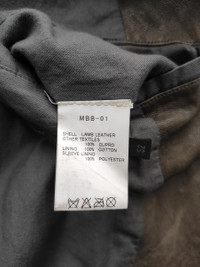 MBB-01
SHELL LAMB LEATHER
OTHER TEXTILES
100% CUPRO
LINING 100% COTTON
SLEEVE LINING
100% POLYESTER